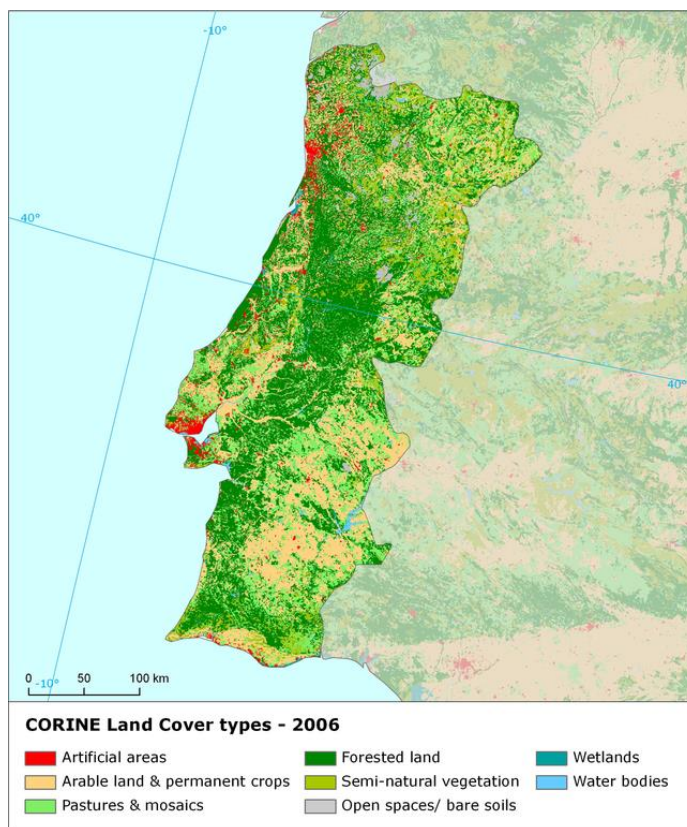 -10°
40°
40°
0 50 100 km
-10°
CORINE Land Cover types - 2006
Artificial areas
Forested land
Wetlands
Arable land & permanent crops
Semi-natural vegetation
Water bodies
Pastures & mosaics
Open spaces/ bare soils